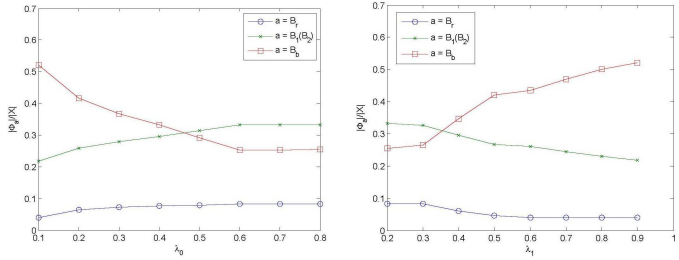 0.7
0.6
0.5
0.4
0.3
0.2
0.1
0
|Φa|/|X|
a = Br
a = B1(B2)
a = Bb
0.1 0.2 0.3 0.4 0.5 0.6 0.7 0.8
λ0
0.7
0.6
0.5
0.4
0.3
0.2
0.1
0
|Φa|/|X|
a = Br
a = B1(B2)
a = Bb
0.2 0.3 0.4 0.5 0.6 0.7 0.8 0.9 1
λ1